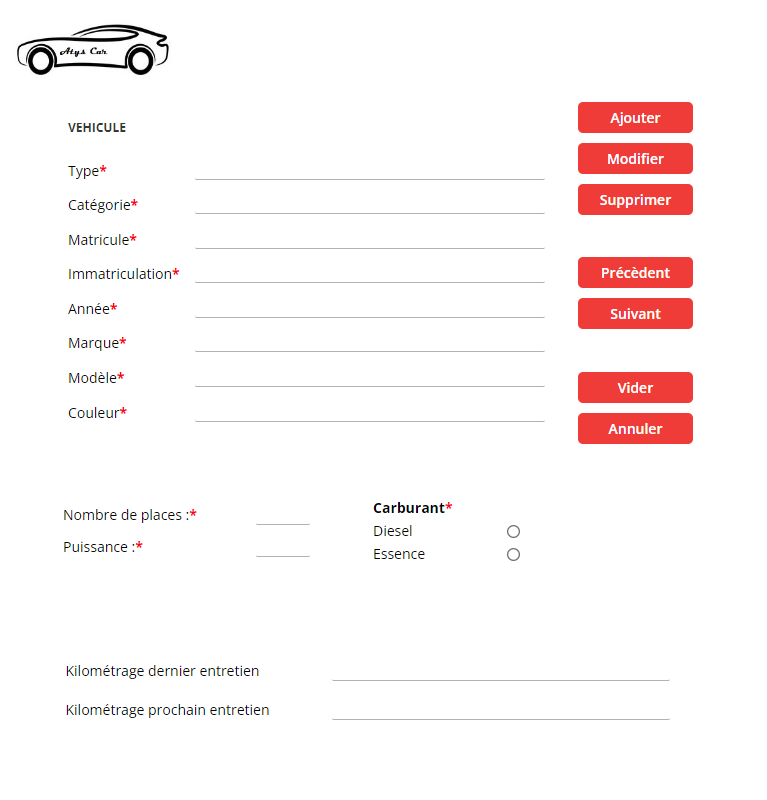 Atys Car
VEHICULE
Type*
Catégorie*
Matricule*
Immatriculation*
Année*
Marque*
Modèle*
Couleur*
Ajouter
Modifier
Supprimer
Précèdent
Suivant
Vider
Annuler
Nombre de places :*
Puissance :*
Carburant*
Diesel
Essence
Kilométrage dernier entretien
Kilométrage prochain entretien